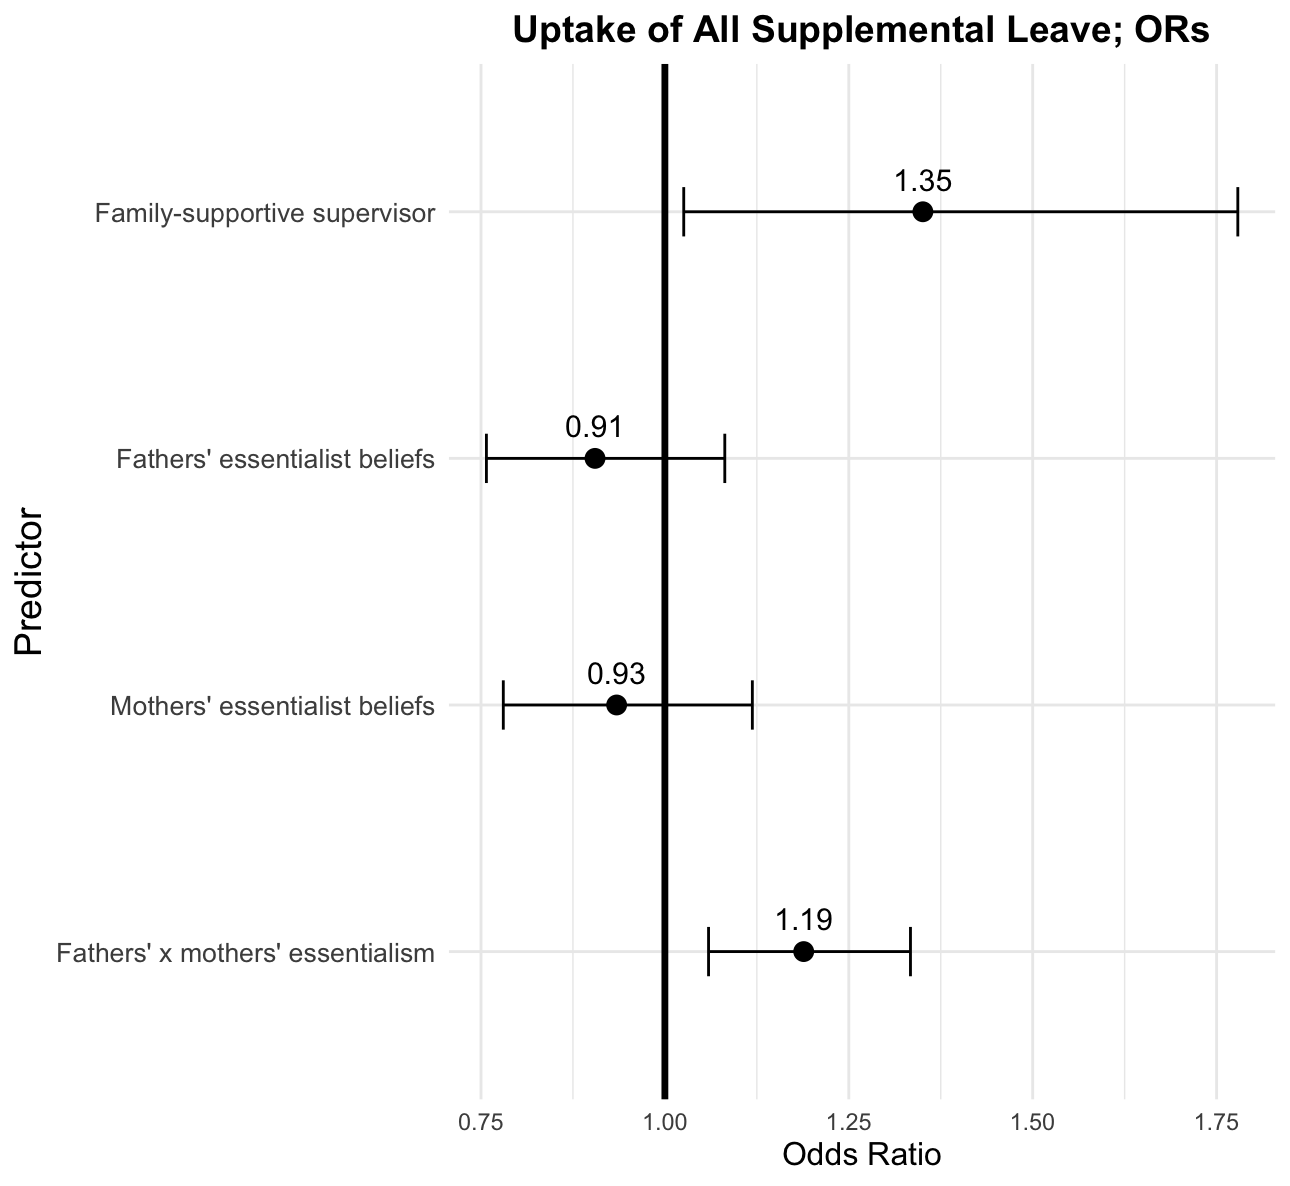 Uptake of All Supplemental Leave; ORs
Family-supportive supervisor
1.35
Fathers' essentialist beliefs
0.91
Mothers' essentialist beliefs
0.93
Fathers' x mothers' essentialism
1.19
Predictor
0.75 1.00 1.25 1.50 1.75
Odds Ratio